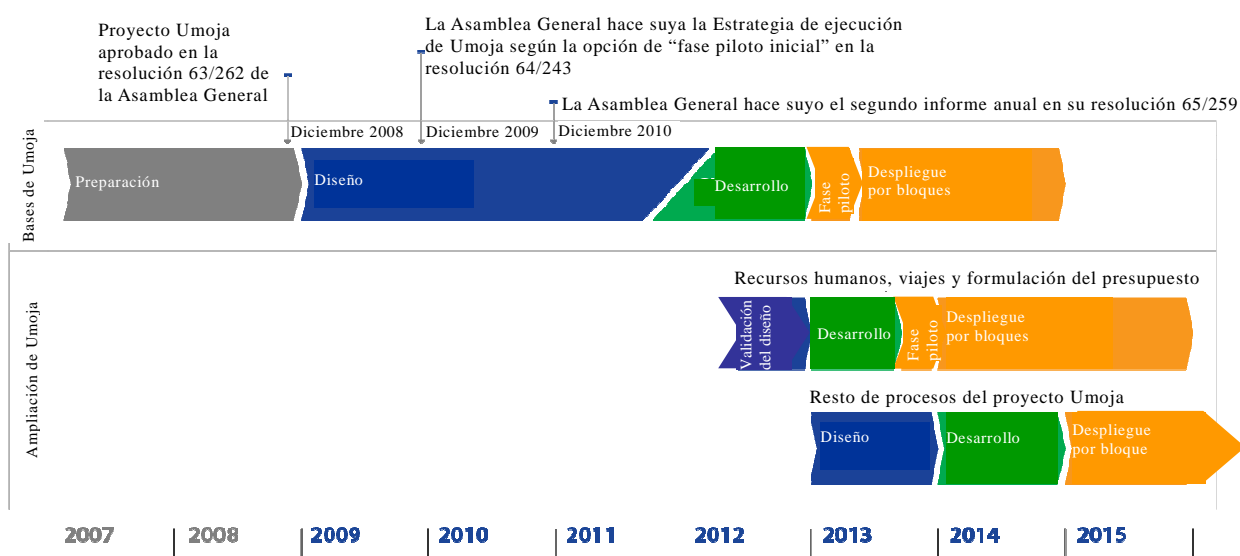 Proyecto Umoja
aprobado en la
resolución 63/262 de
la Asamblea General
La Asamblea General hace suya la Estrategia de ejecución
de Umoja según la opción de “fase piloto inicial” en la
resolución 64/243
La Asamblea General hace suyo el segundo informe anual en su resolución 65/259
Diciembre 2008
Diciembre 2009
Diciembre 2010
Bases de Umoja
Preparación
Diseño
Desarrollo
Fase
piloto
Despliegue
por bloques
Ampliación de Umoja
Recursos humanos, viajes y formulación del presupuesto
Validación
del diseño
Desarrollo
Fase
piloto
Despliegue
por bloques
Resto de procesos del proyecto Umoja
Diseño
Desarrollo
Despliegue
por bloque
2007
2008
2009
2010
2011
2012
2013
2014
2015